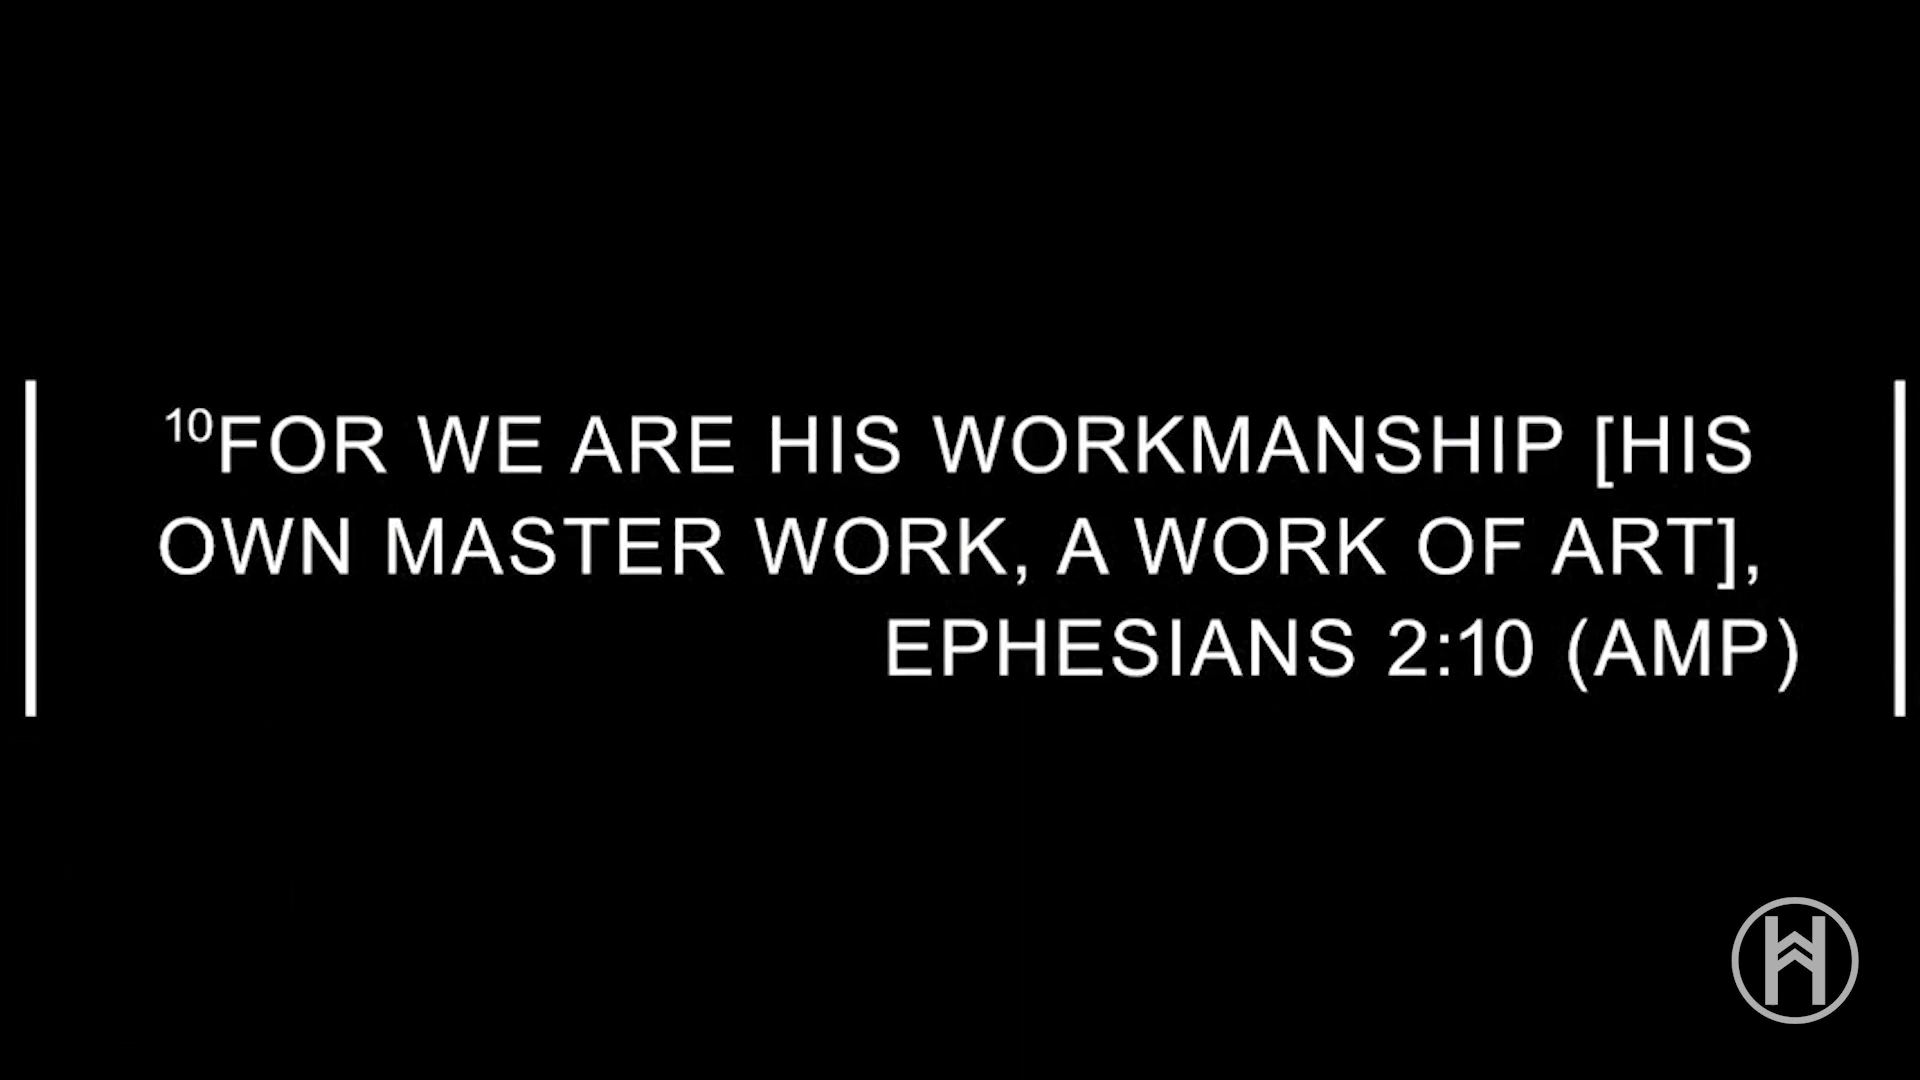 ¹⁰FOR WE ARE HIS WORKMANSHIP [HIS
OWN MASTER WORK, A WORK OF ART],
EPHESIANS 2:10 (AMP)